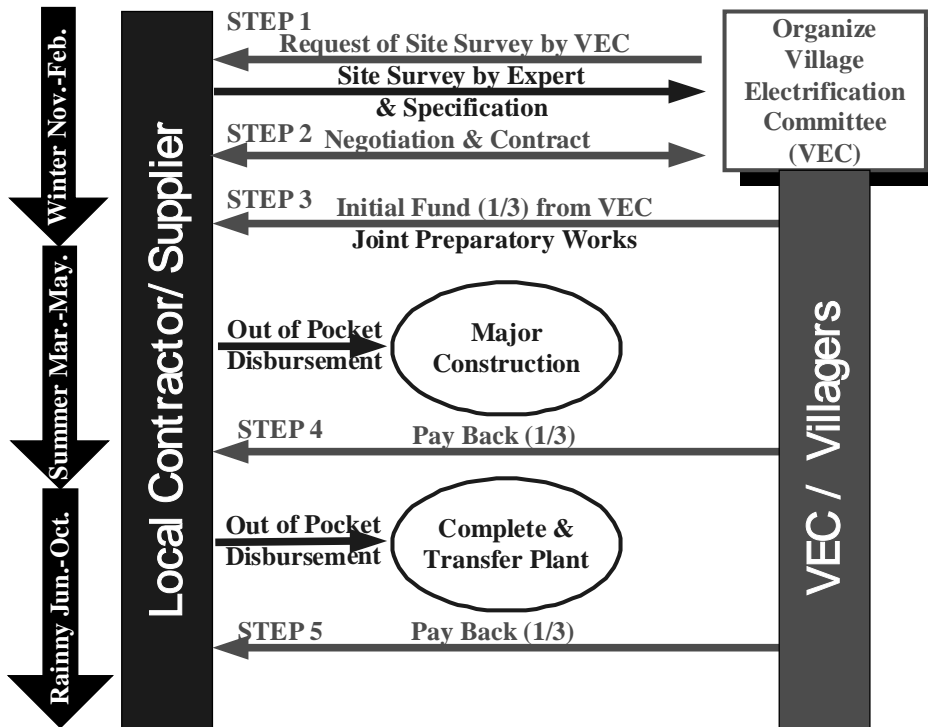 STEP 1
Request of Site Survey by VEC
Site Survey by Expert
& Specification
STEP 2
Negotiation & Contract
STEP 3
Initial Fund (1/3) from VEC
Joint Preparatory Works
Out of Pocket
Disbursement
Major
Construction
STEP 4
Pay Back (1/3)
Out of Pocket
Disbursement
Complete &
Transfer Plant
STEP 5
Pay Back (1/3)
Organize
Village
Electrification
Committee
(VEC)
Winter Nov.-Feb.
Summer Mar.-May.
Rainny Jun.-Oct.
Local Contractor/ Supplier
VEC / Villagers